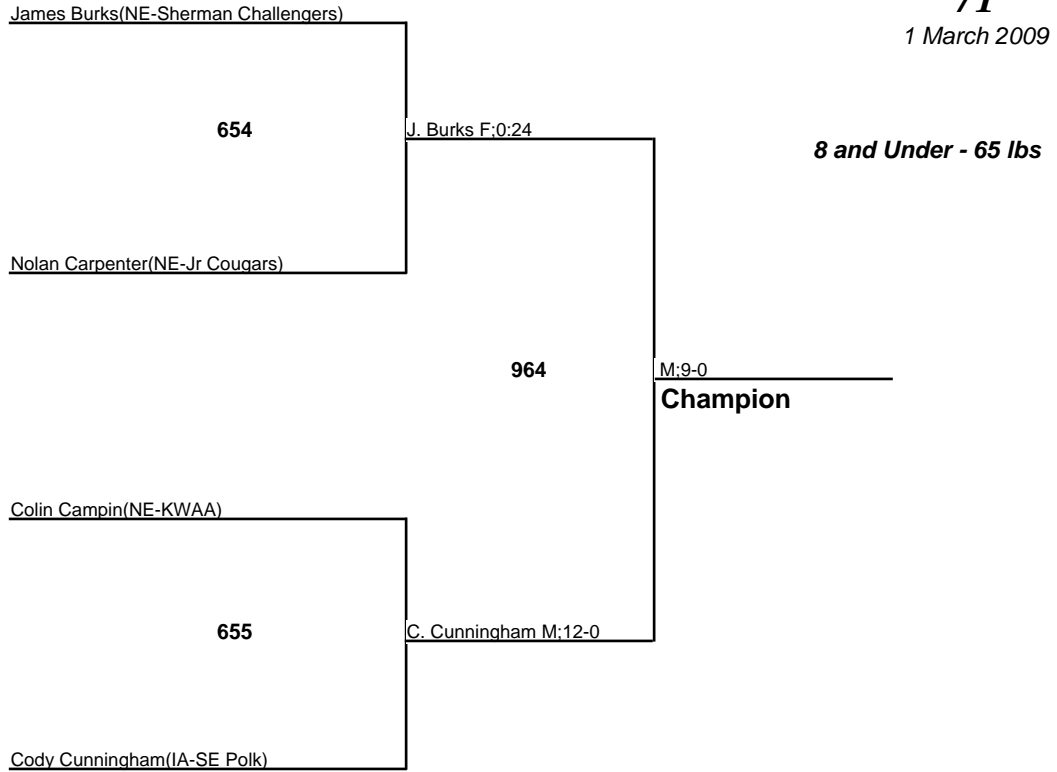 James Burks(NE-Sherman Challengers)
1 March 2009
654
J. Burks F;0:24
8 and Under - 65 lbs
Nolan Carpenter(NE-Jr Cougars)
964
M;9-0
Champion
Colin Campin(NE-KWAA)
655
C. Cunningham M;12-0
Cody Cunningham(IA-SE Polk)